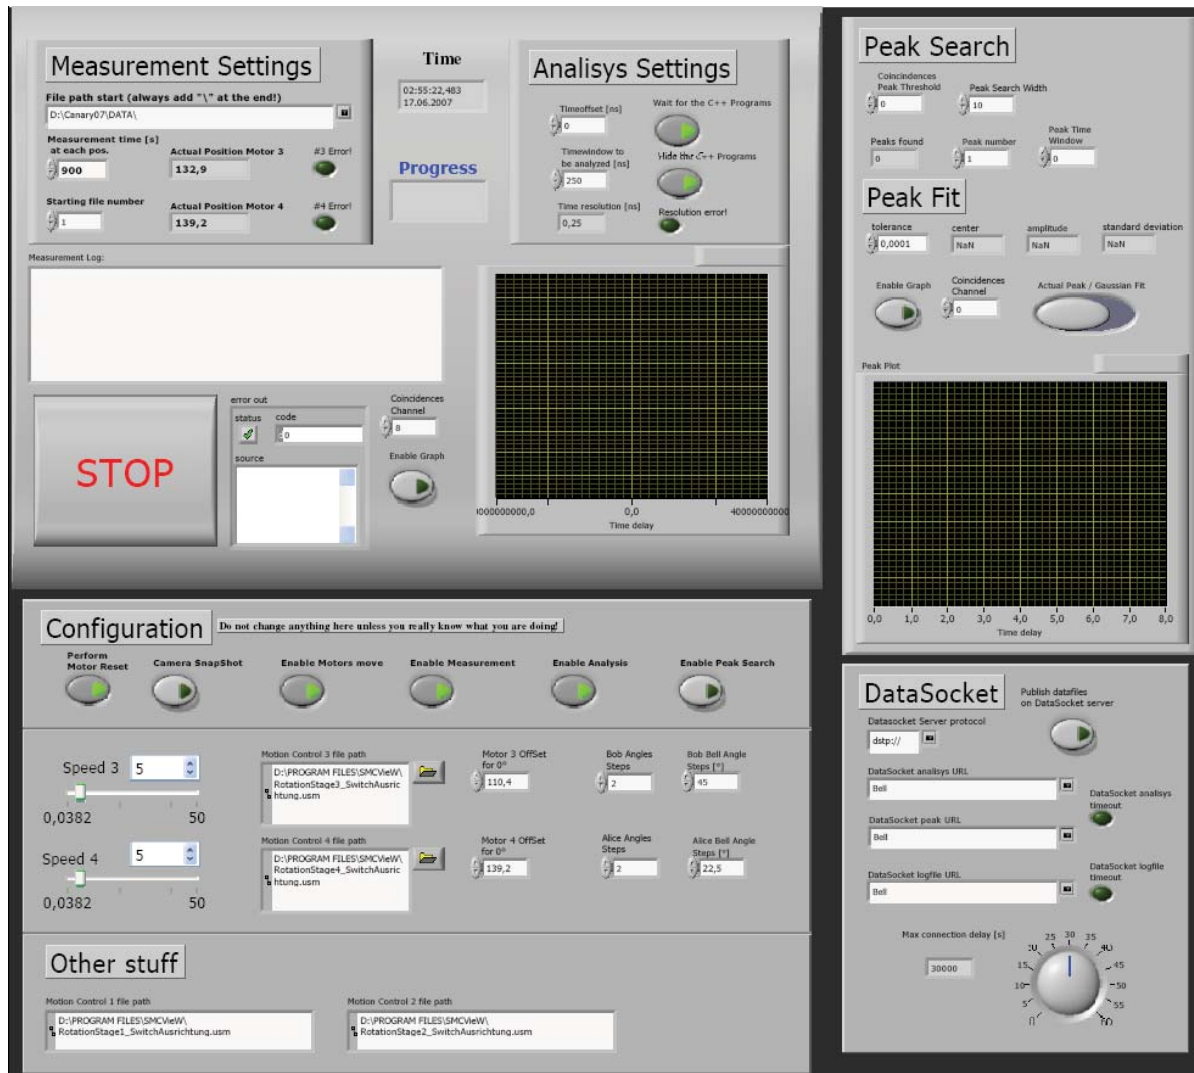 Measurement Settings
File path start (always add "\" at the end!)
D:\Canary07\DATA\
Measurement time [s]
at each pos.
900
Actual Position Motor 3
132,9
#3 Error!
Starting file number
1
Actual Position Motor 4
139,2
#4 Error!
Time
02:55:22,483
17.06.2007
Progress
Analisys Settings
Timeoffset [ns]
0
Wait for the C++ Programs
Timewindow to
be analyzed [ns]
250
Hide the C++ Programs
Time resolution [ns]
0,25
Resolution error!
Measurement Log:
STOP
error out
status
code
0
source
Coincidences
Channel
8
Enable Graph
0000000000,0
0,0
40000000000
Time delay
Peak Search
Coincindences
Peak Threshold
0
Peak Search Width
10
Peaks found
0
Peak number
1
Peak Time
Window
0
Peak Fit
tolerance
0,0001
center
NaN
amplitude
NaN
standard deviation
NaN
Enable Graph
Coincidences
Channel
0
Actual Peak / Gaussian Fit
Peak Plot
0,0 1,0 2,0 3,0 4,0 5,0 6,0 7,0 8,0
Time delay
Configuration
Do not change anything here unless you really know what you are doing!
Perform
Motor Reset
Camera SnapShot
Enable Motors move
Enable Measurement
Enable Analysis
Enable Peak Search
Speed 3
5
0,0382
50
Motion Control 3 file path
D:\PROGRAM FILES\SMCVieW\
RotationStage3_SwitchAusric
htung.usm
Motor 3 OffSet
for 0°
110,4
Bob Angles
Steps
2
Bob Bell Angle
Steps [°]
45
Speed 4
5
0,0382
50
Motion Control 4 file path
D:\PROGRAM FILES\SMCVieW\
RotationStage4_SwitchAusric
htung.usm
Motor 4 OffSet
for 0°
139,2
Alice Angles
Steps
2
Alice Bell Angle
Steps [°]
22,5
Other stuff
Motion Control 1 file path
D:\PROGRAM FILES\SMCVieW\
RotationStage1_SwitchAusrichtung.usm
Motion Control 2 file path
D:\PROGRAM FILES\SMCVieW\
RotationStage2_SwitchAusrichtung.usm
DataSocket
Publish datafiles
on DataSocket server
Datasocket Server protocol
dstp://
DataSocket analisys URL
Bell
DataSocket analisys
timeout
DataSocket peak URL
Bell
DataSocket logfile URL
Bell
DataSocket logfile
timeout
Max connection delay [s]
30000
0 5 10 15 20 25 30 35 40 45 50 55 60